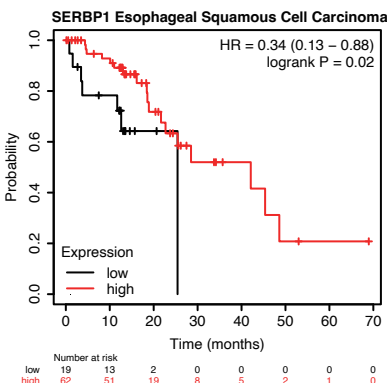 SERBP1 Esophageal Squamous Cell Carcinoma
HR = 0.34 (0.13 − 0.88)
logrank P = 0.02
1.0
0.8
0.6
0.4
0.2
0.0
Probability
Expression
low
high
0 10 20 30 40 50 60 70
Time (months)
Number at risk
low 19 13 2 0 0 0 0 0
high 62 51 19 8 5 2 1 0